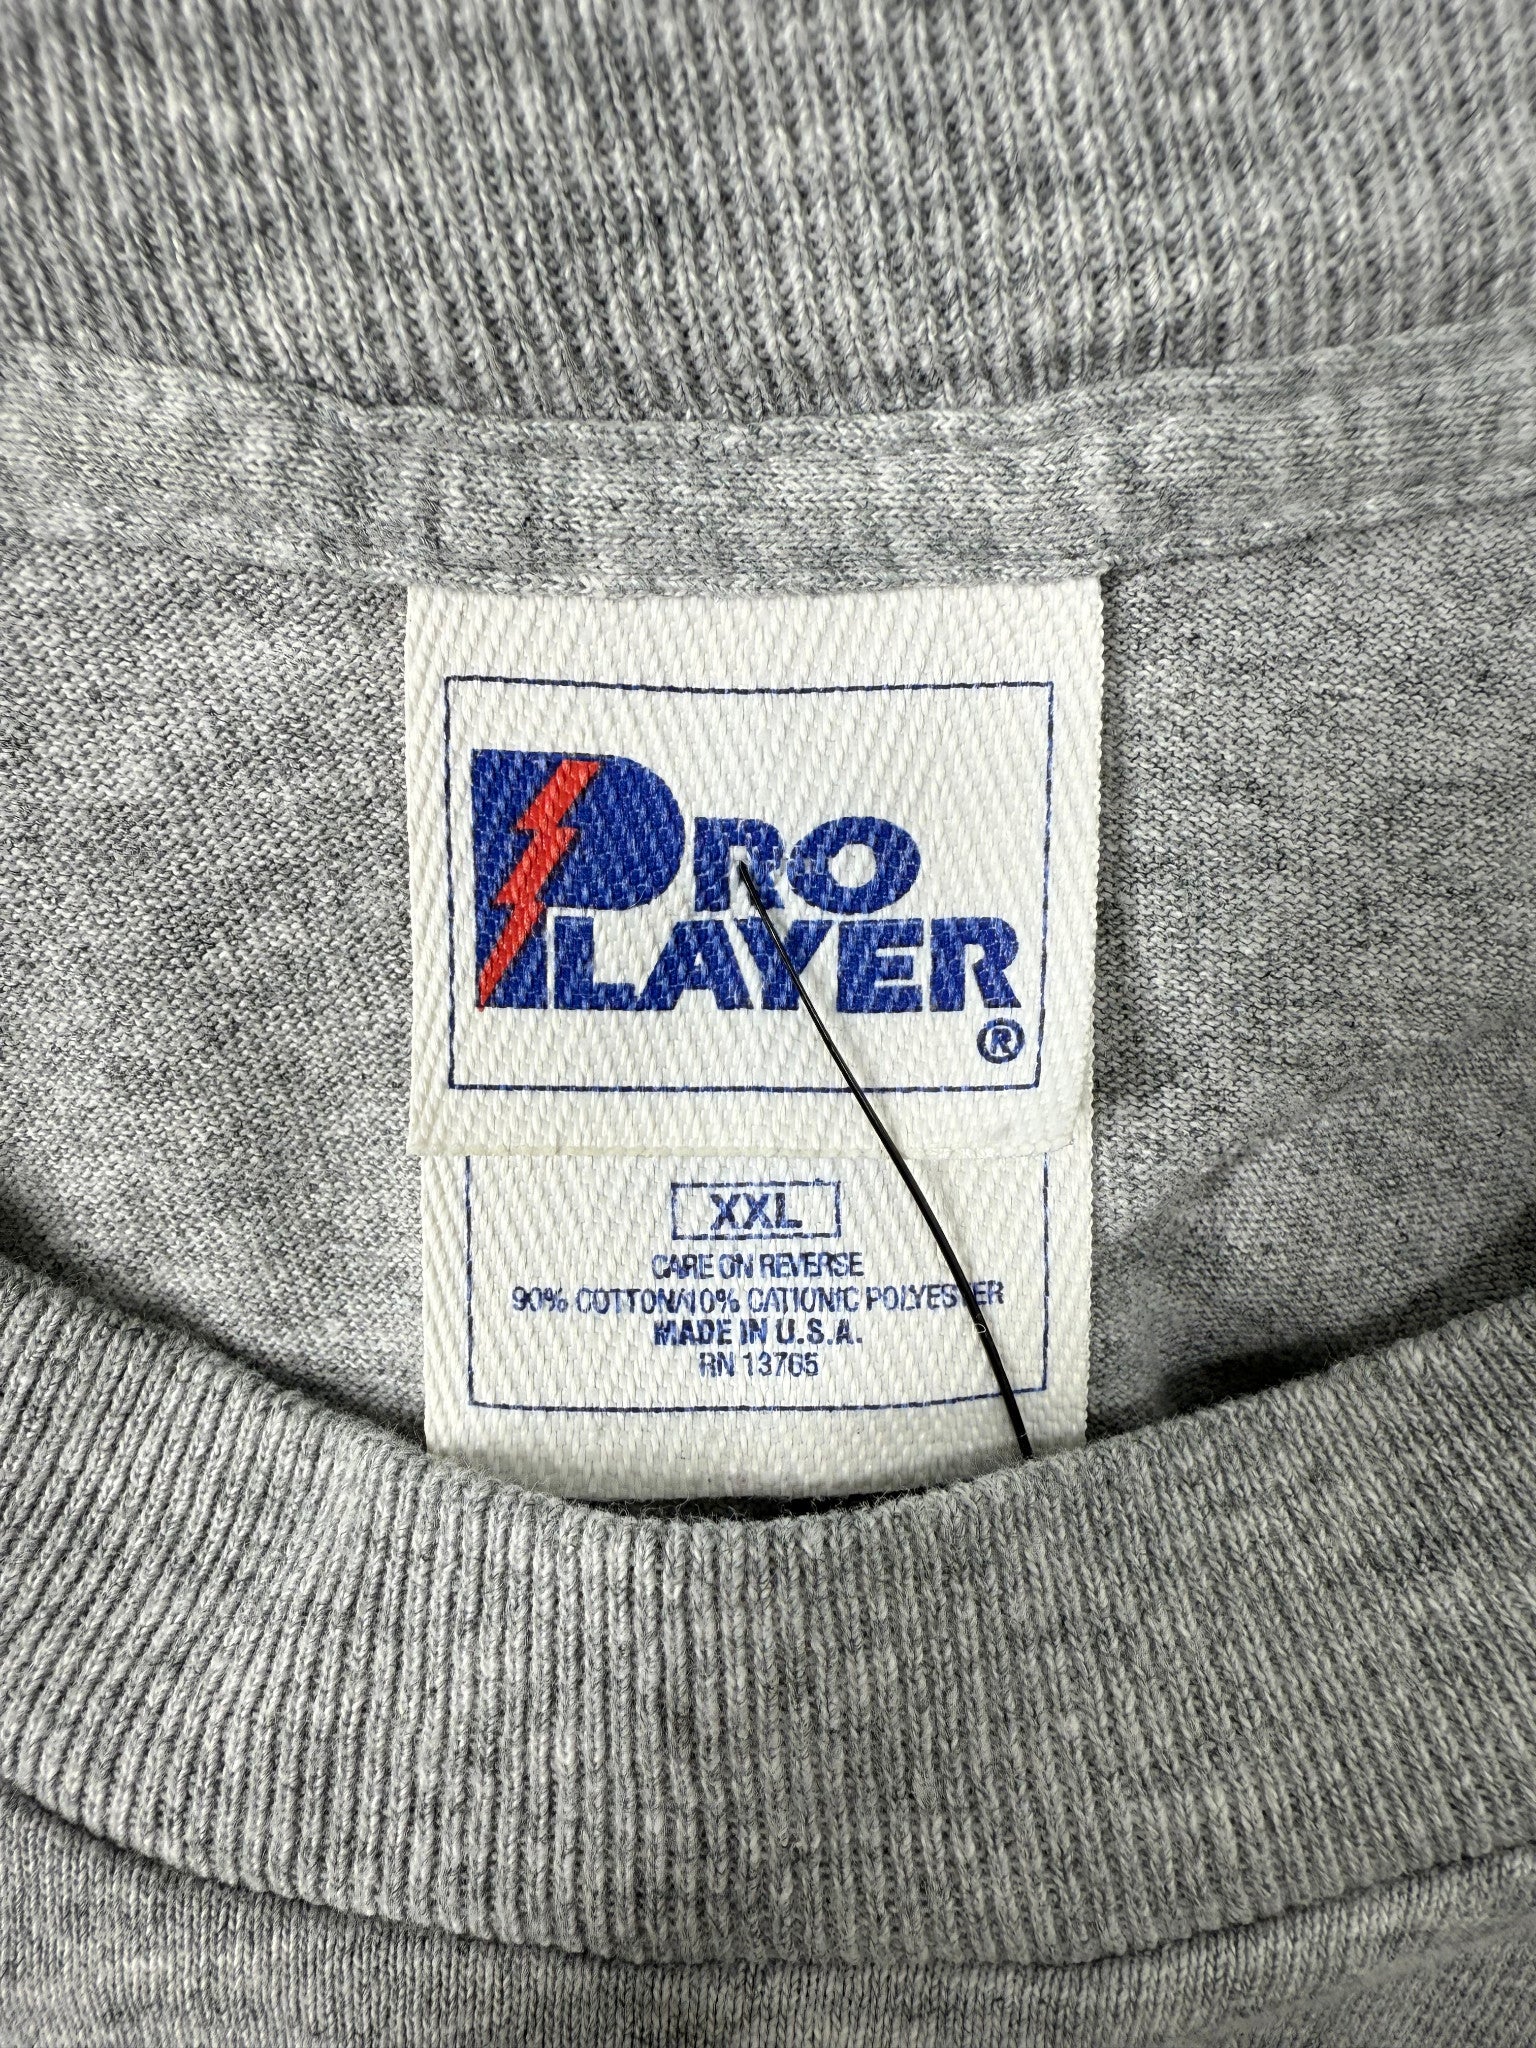 PRO
PLAYER
®
XXL
CARE ON REVERSE
90% COTTON/10% CATIONIC POLYESTER
MADE IN U.S.A.
RN 13765